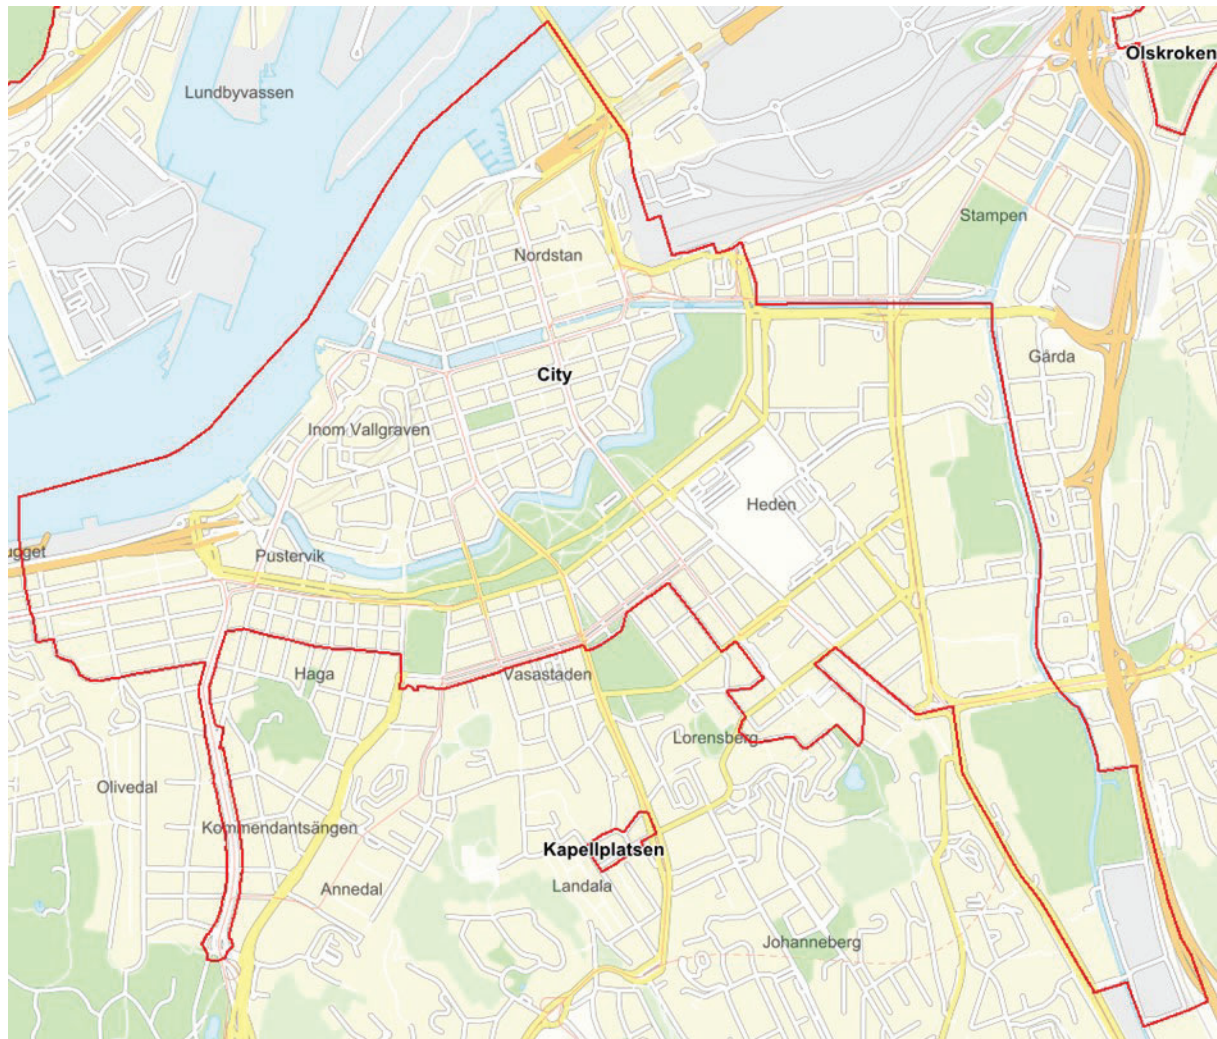 Olskroken
Lundbyvassen
Stampen
Nordstan
Gårda
City
Inom Vallgraven
Heden
ugget
Pustervik
Haga
Vasastaden
Lorensberg
Olivedal
Kommendantsängen
Kapellplatsen
Annedal
Landala
Johanneberg